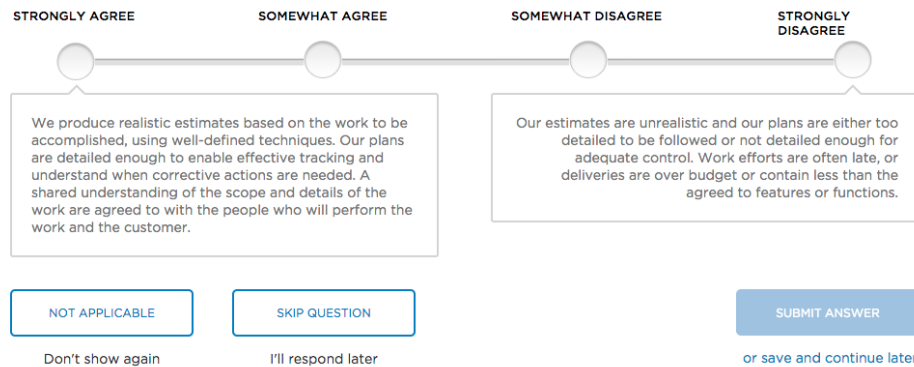 STRONGLY AGREE
SOMEWHAT AGREE
SOMEWHAT DISAGREE
STRONGLY
DISAGREE
We produce realistic estimates based on the work to be
accomplished, using well-defined techniques. Our plans
are detailed enough to enable effective tracking and
understand when corrective actions are needed. A
shared understanding of the scope and details of the
work are agreed to with the people who will perform the
work and the customer.
Our estimates are unrealistic and our plans are either too
detailed to be followed or not detailed enough for
adequate control. Work efforts are often late, or
deliveries are over budget or contain less than the
agreed to features or functions.
NOT APPLICABLE
SKIP QUESTION
SUBMIT ANSWER
Don't show again
I'll respond later
or save and continue later